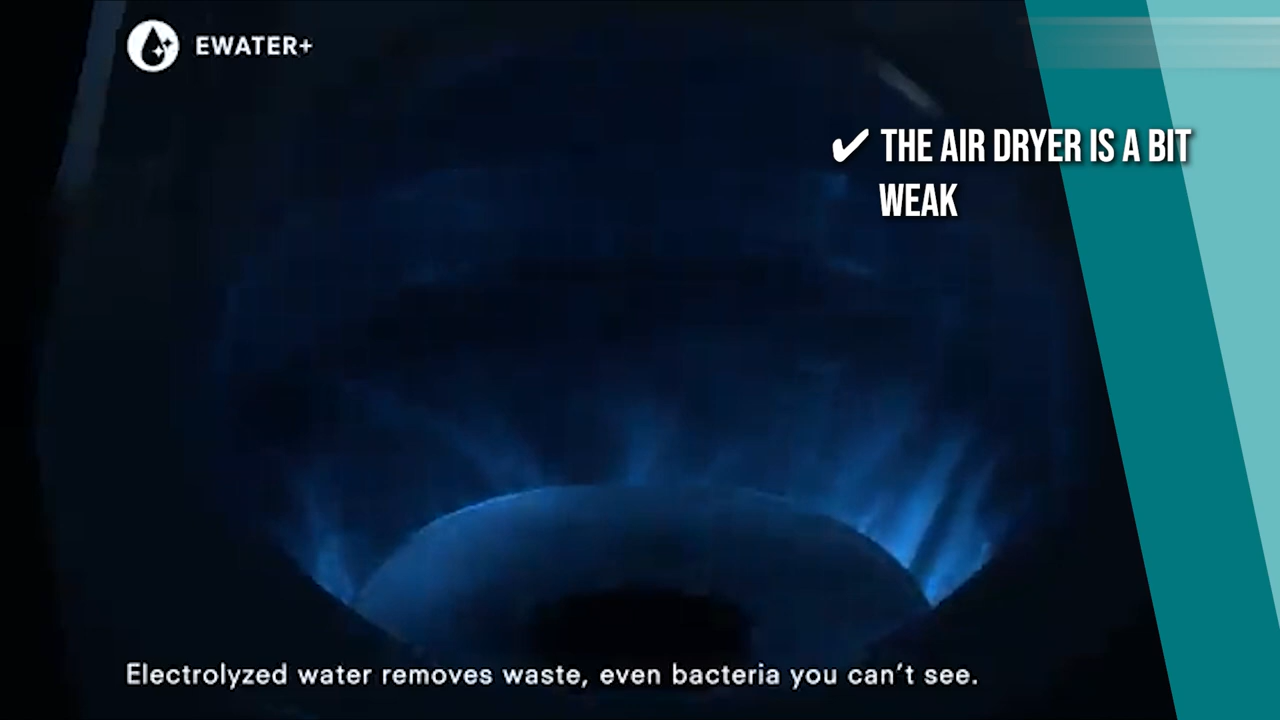 EWATER+
✔ THE AIR DRYER IS A BIT
WEAK
Electrolyzed water removes waste, even bacteria you can't see.